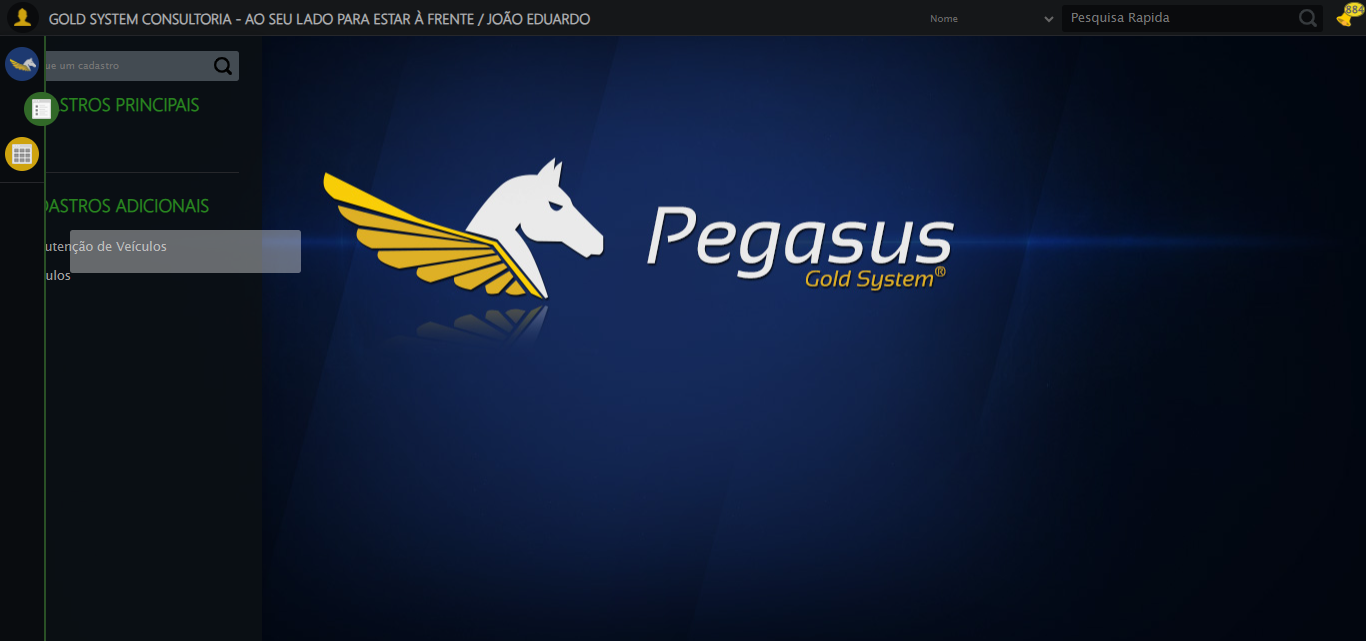 GOLD SYSTEM CONSULTORIA - AO SEU LADO PARA ESTAR À FRENTE / JOÃO EDUARDO
Nome
Pesquisa Rapida
884
ue um cadastro
STROS PRINCIPAIS
DASTROS ADICIONAIS
utenção de Veículos
ulos
Pegasus
Gold System®